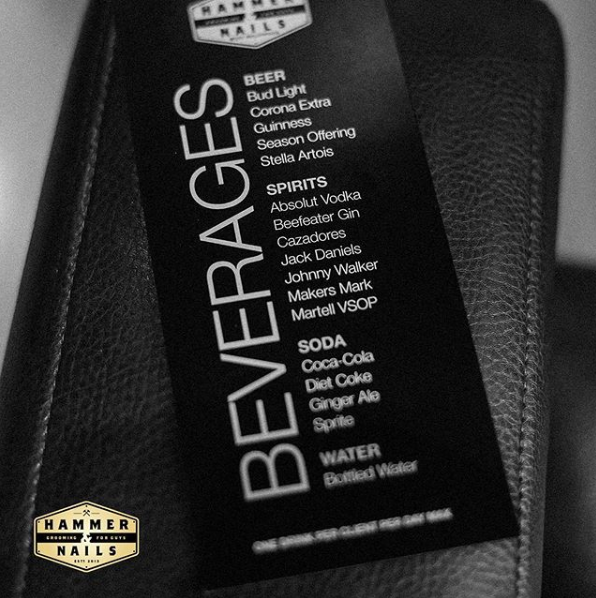 HAMMER
&
NAILS
BEVERAGES
BEER
Bud Light
Corona Extra
Guinness
Season Offering
Stella Artois
SPIRITS
Absolut Vodka
Beefeater Gin
Cazadores
Jack Daniels
Johnny Walker
Makers Mark
Martell VSOP
SODA
Coca-Cola
Diet Coke
Ginger Ale
Sprite
WATER
Bottled Water
ONE DRINK PER CLIENT PER DAY MAX
HAMMER
GROOMING & FOR GUYS
NAILS